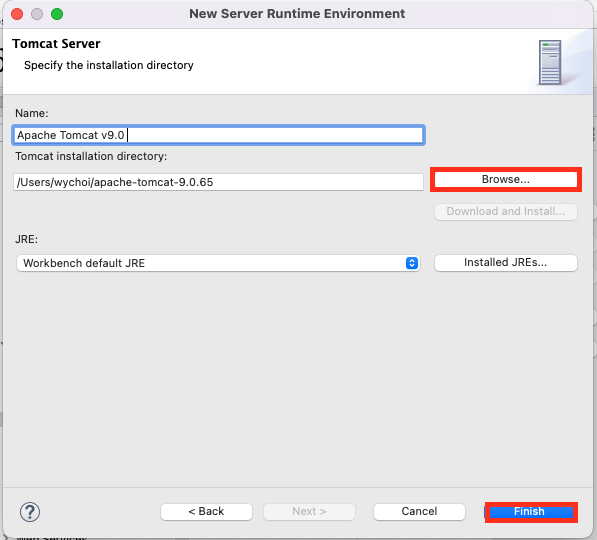 New Server Runtime Environment
Tomcat Server
Specify the installation directory
Name:
Apache Tomcat v9.0
Tomcat installation directory:
/Users/wychoi/apache-tomcat-9.0.65
Browse...
Download and Install...
JRE:
Workbench default JRE
Installed JREs...
?
< Back
Next >
Cancel
Finish